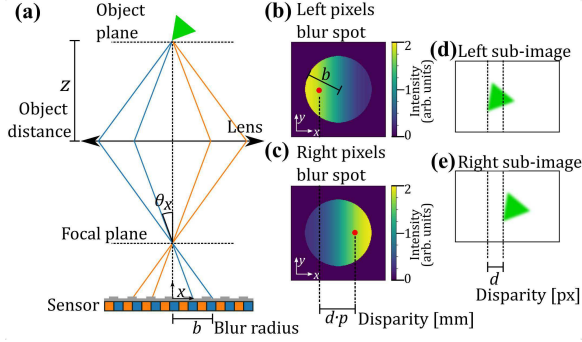 (a)
Object
plane
z
Object
distance
Lens
θx
Focal plane
x
Sensor
b
Blur radius
(b)
Left pixels
blur spot
b
y
x
2
1
0
Intensity
(arb. units)
(c)
Right pixels
blur spot
y
x
2
1
0
Intensity
(arb. units)
d·p
Disparity [mm]
(d)
Left sub-image
(e)
Right sub-image
d
Disparity [px]